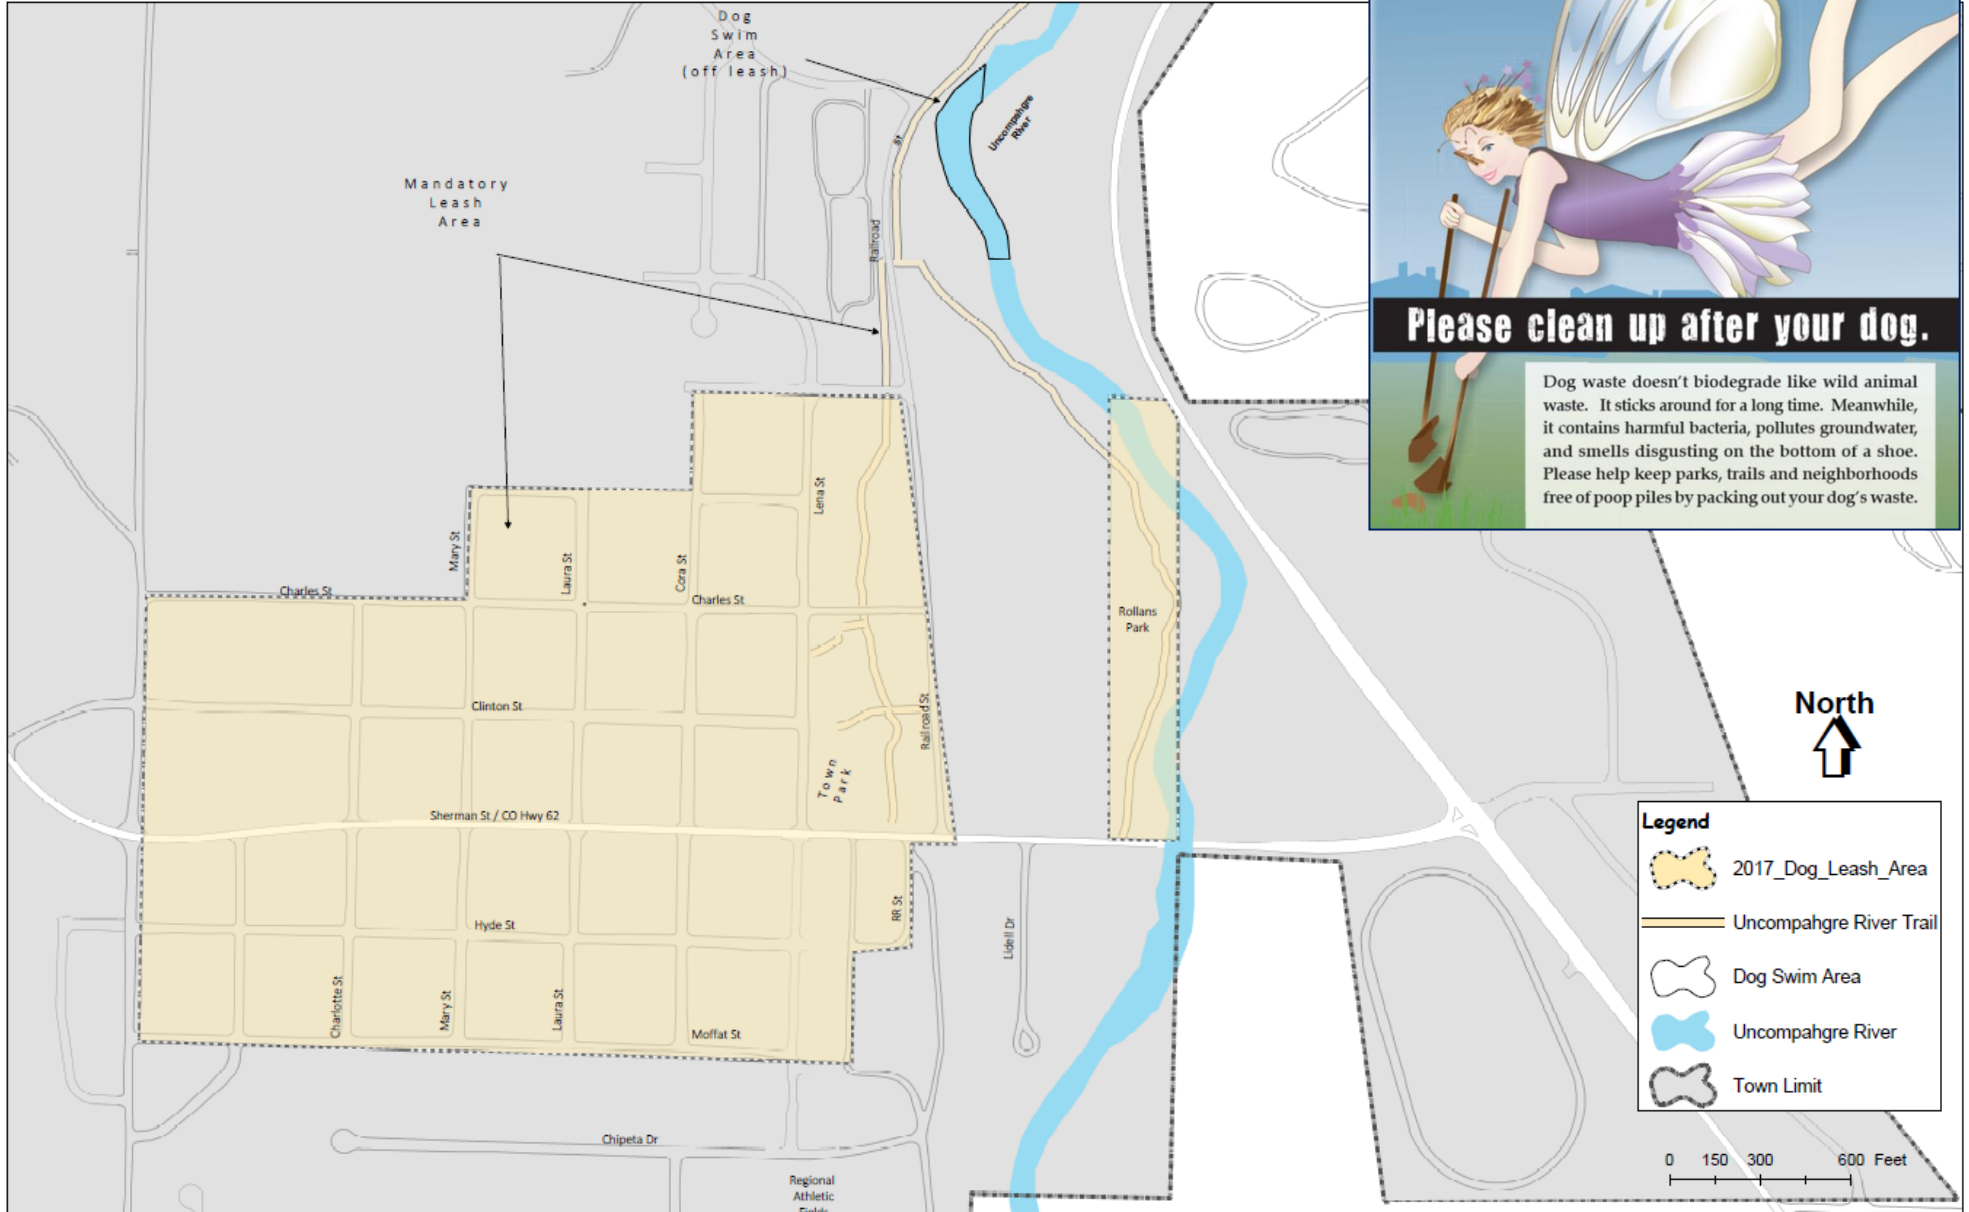 Dog
Swim
Area
(off leash)
Uncompahgre
River
St
Railroad
Mandatory
Leash
Area
Please clean up after your dog.
Dog waste doesn't biodegrade like wild animal
waste. It sticks around for a long time. Meanwhile,
it contains harmful bacteria, pollutes groundwater,
and smells disgusting on the bottom of a shoe.
Please help keep parks, trails and neighborhoods
free of poop piles by packing out your dog's waste.
Lena St
Mary St
Laura St
Cora St
Charles St
Charles St
Rollans
Park
Clinton St
Railroad St
Town
Park
Sherman St / CO Hwy 62
North
Hyde St
RR St
Lidell Dr
Charlotte St
Mary St
Laura St
Moffat St
Chipeta Dr
Regional
Athletic
Fields
Legend
2017_Dog_Leash_Area
Uncompahgre River Trail
Dog Swim Area
Uncompahgre River
Town Limit
0 150 300 600 Feet